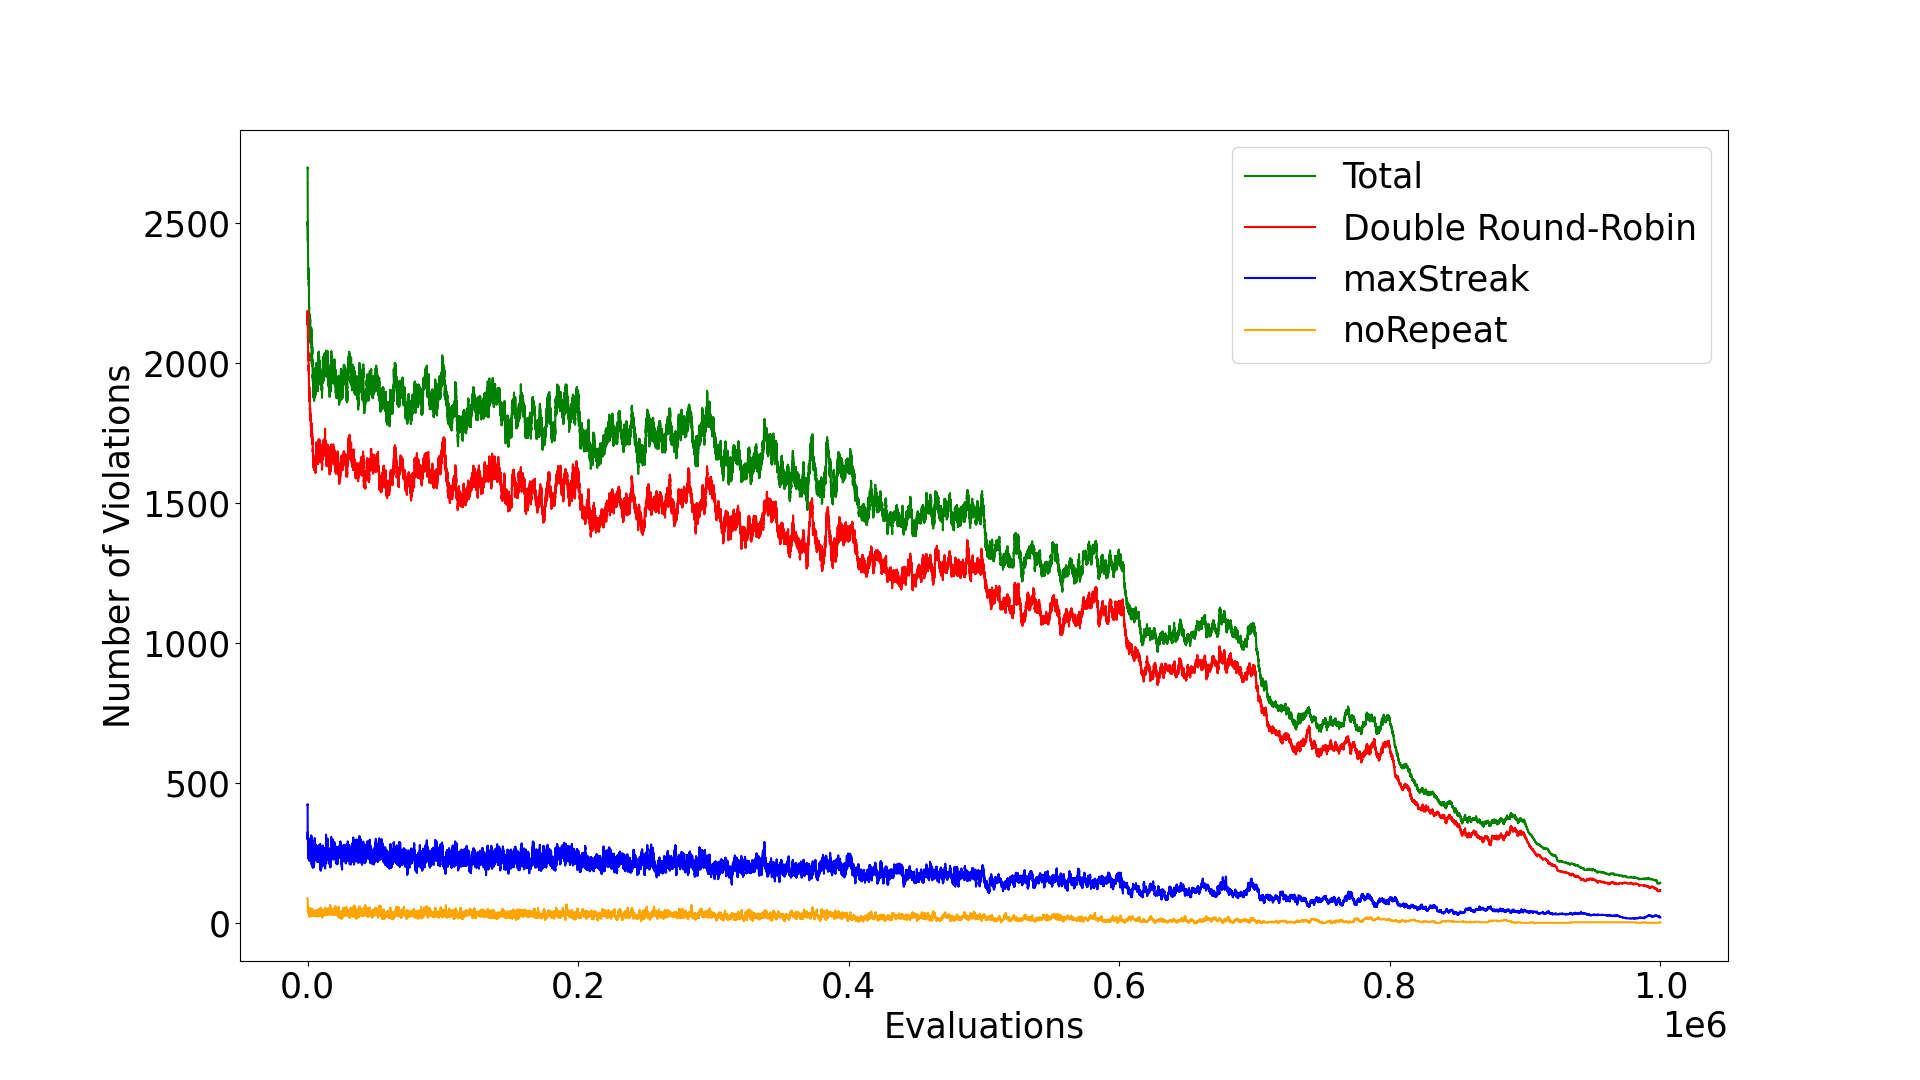 Total
Double Round-Robin
maxStreak
noRepeat
Number of Violations
2500
2000
1500
1000
500
0
0.0 0.2 0.4 0.6 0.8 1.0
Evaluations
1e6